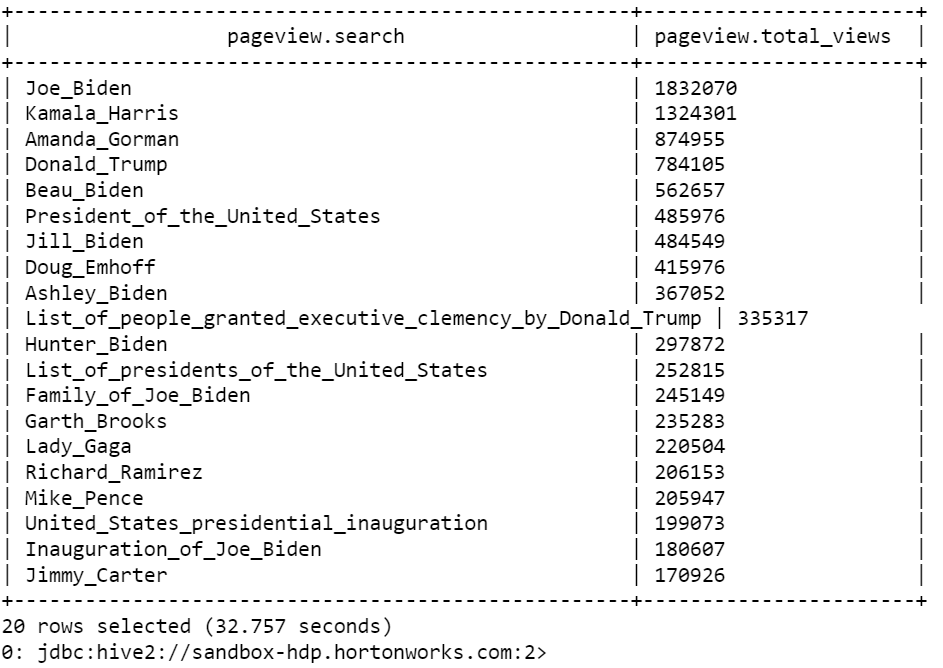 +----------------------------------------------------+-----------------------+
| pageview.search | pageview.total_views |
+----------------------------------------------------+-----------------------+
| Joe_Biden | 1832070 |
| Kamala_Harris | 1324301 |
| Amanda_Gorman | 874955 |
| Donald_Trump | 784105 |
| Beau_Biden | 562657 |
| President_of_the_United_States | 485976 |
| Jill_Biden | 484549 |
| Doug_Emhoff | 415976 |
| Ashley_Biden | 367052 |
| List_of_people_granted_executive_clemency_by_Donald_Trump | 335317
| Hunter_Biden | 297872 |
| List_of_presidents_of_the_United_States | 252815 |
| Family_of_Joe_Biden | 245149 |
| Garth_Brooks | 235283 |
| Lady_Gaga | 220504 |
| Richard_Ramirez | 206153 |
| Mike_Pence | 205947 |
| United_States_presidential_inauguration | 199073 |
| Inauguration_of_Joe_Biden | 180607 |
| Jimmy_Carter | 170926 |
+----------------------------------------------------+-----------------------+
20 rows selected (32.757 seconds)
0: jdbc:hive2://sandbox-hdp.hortonworks.com:2>